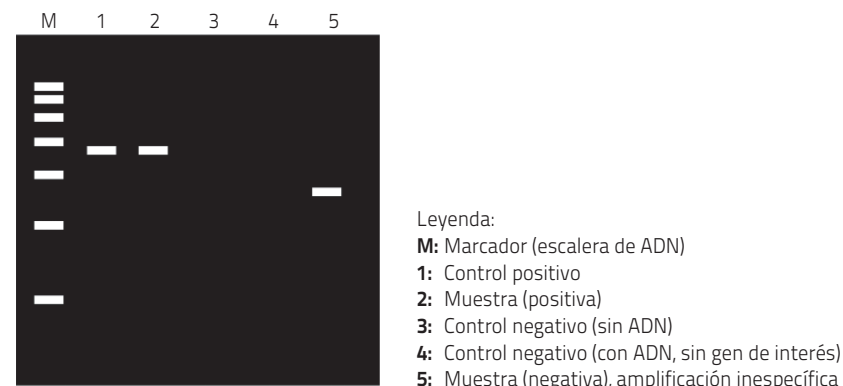 M 1 2 3 4 5
Leyenda:
M: Marcador (escalera de ADN)
1: Control positivo
2: Muestra (positiva)
3: Control negativo (sin ADN)
4: Control negativo (con ADN, sin gen de interés)
5: Muestra (negativa), amplificación inespecífica